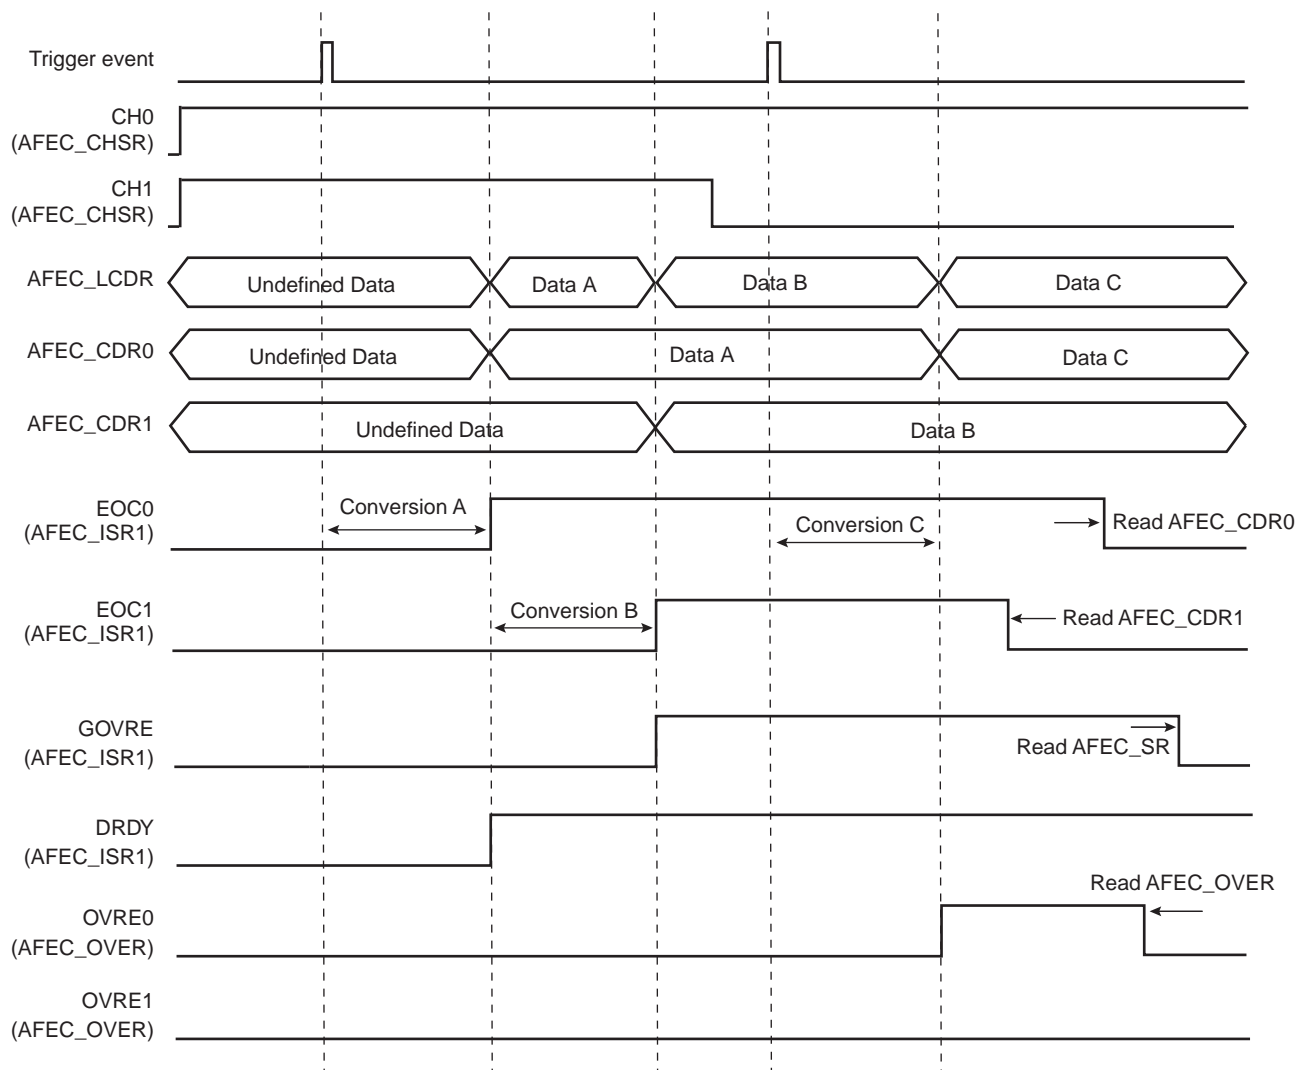 Trigger event
CH0
(AFEC_CHSR)
CH1
(AFEC_CHSR)
AFEC_LCDR
Undefined Data
Data A
Data B
Data C
AFEC_CDR0
Undefined Data
Data A
Data C
AFEC_CDR1
Undefined Data
Data B
EOC0
(AFEC_ISR1)
Conversion A
Conversion C
Read AFEC_CDR0
EOC1
(AFEC_ISR1)
Conversion B
Read AFEC_CDR1
GOVRE
(AFEC_ISR1)
Read AFEC_SR
DRDY
(AFEC_ISR1)
Read AFEC_OVER
OVRE0
(AFEC_OVER)
OVRE1
(AFEC_OVER)